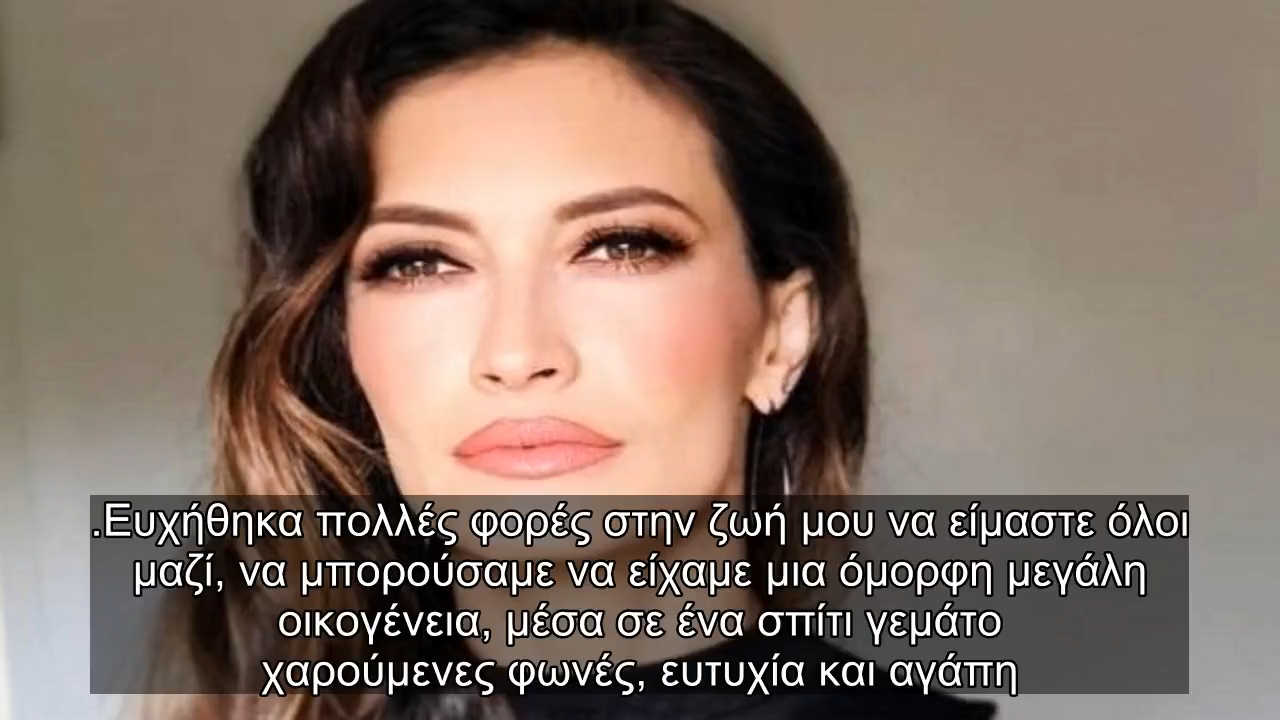 .Ευχήθηκα πολλές φορές στην ζωή μου να είμαστε όλοι
μαζί, να μπορούσαμε να είχαμε μια όμορφη μεγάλη
οικογένεια, μέσα σε ένα σπίτι γεμάτο
χαρούμενες φωνές, ευτυχία και αγάπη